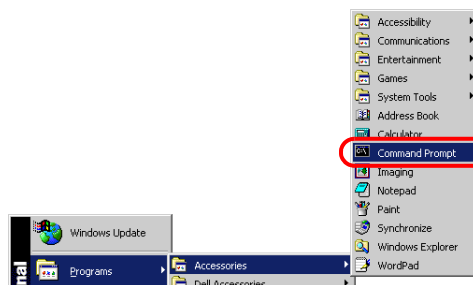 Accessibility
Communications
Entertainment
Games
System Tools
Address Book
Calculator
Command Prompt
Imaging
Notepad
Paint
Synchronize
Windows Explorer
WordPad
Windows Update
Programs
Accessories
Dell Accessories
nal